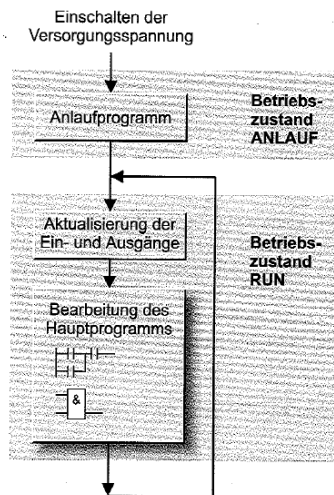 Einschalten der
Versorgungsspannung
Anlaufprogramm
Betriebs-
zustand
ANLAUF
Aktualisierung der
Ein- und Ausgänge
Betriebs-
zustand
RUN
Bearbeitung des
Hauptprogramms
&